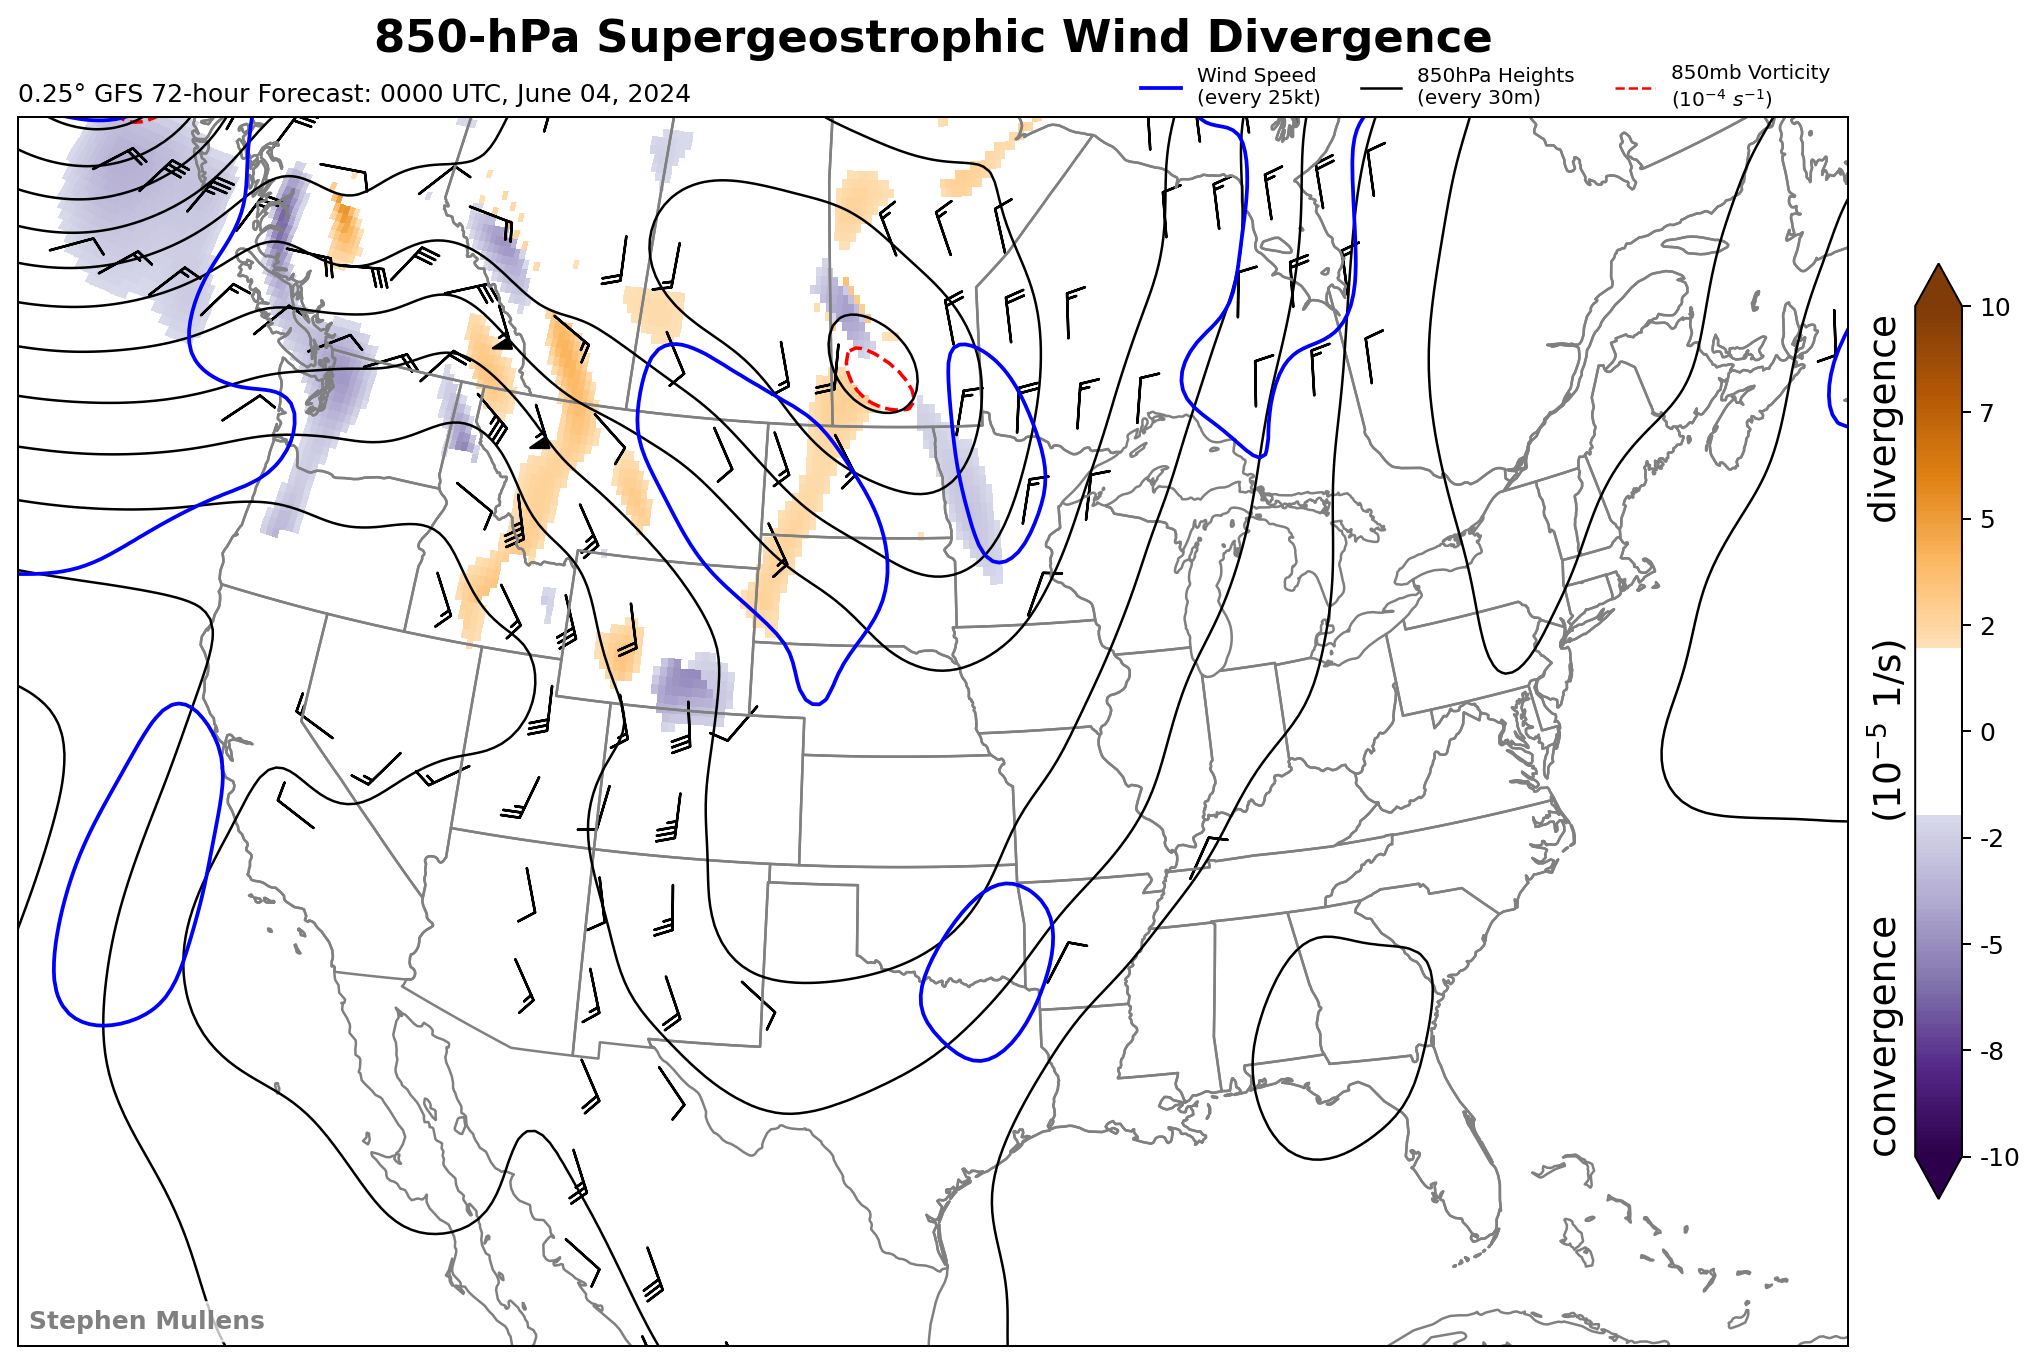 850-hPa Supergeostrophic Wind Divergence
0.25° GFS 72-hour Forecast: 0000 UTC, June 04, 2024
Wind Speed
(every 25kt)
850hPa Heights
(every 30m)
850mb Vorticity
(10⁻⁴ s⁻¹)
10
7
5
2
0
-2
-5
-8
-10
convergence (10⁻⁵ 1/s) divergence
Stephen Mullens